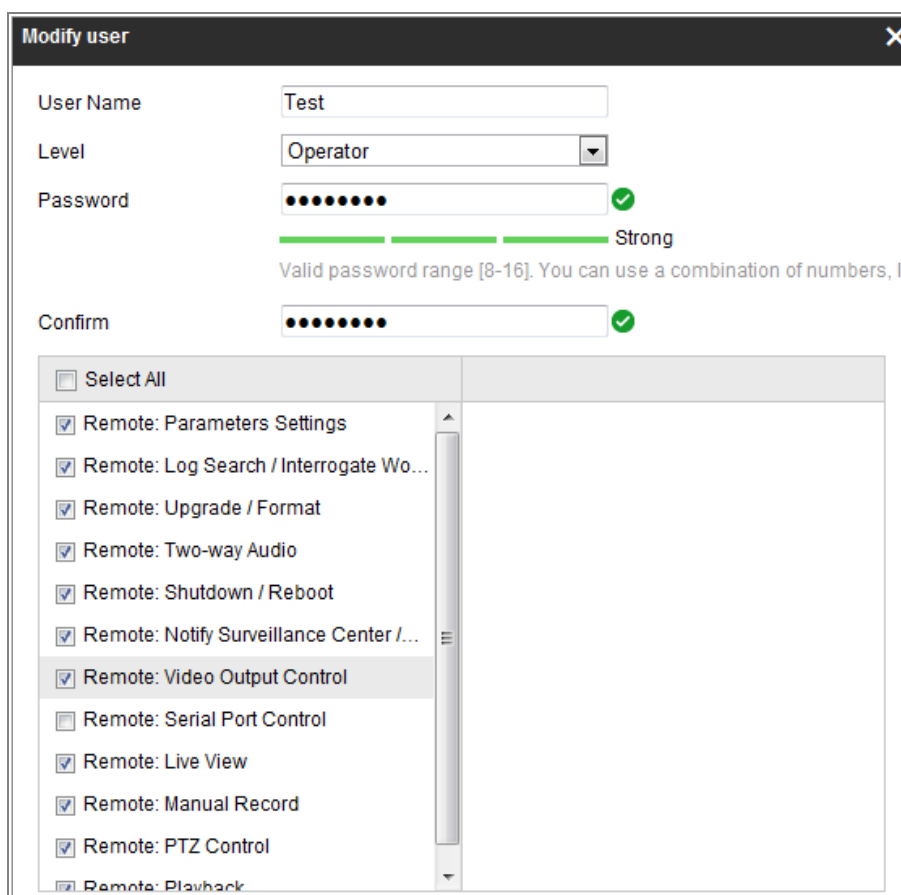 Modify user
User Name Test
Level Operator
Password ●●●●●●●●
Strong
Valid password range [8-16]. You can use a combination of numbers,
Confirm ●●●●●●●●
Select All
Remote: Parameters Settings
Remote: Log Search / Interrogate Wo...
Remote: Upgrade / Format
Remote: Two-way Audio
Remote: Shutdown / Reboot
Remote: Notify Surveillance Center /...
Remote: Video Output Control
Remote: Serial Port Control
Remote: Live View
Remote: Manual Record
Remote: PTZ Control
Remote: Playback